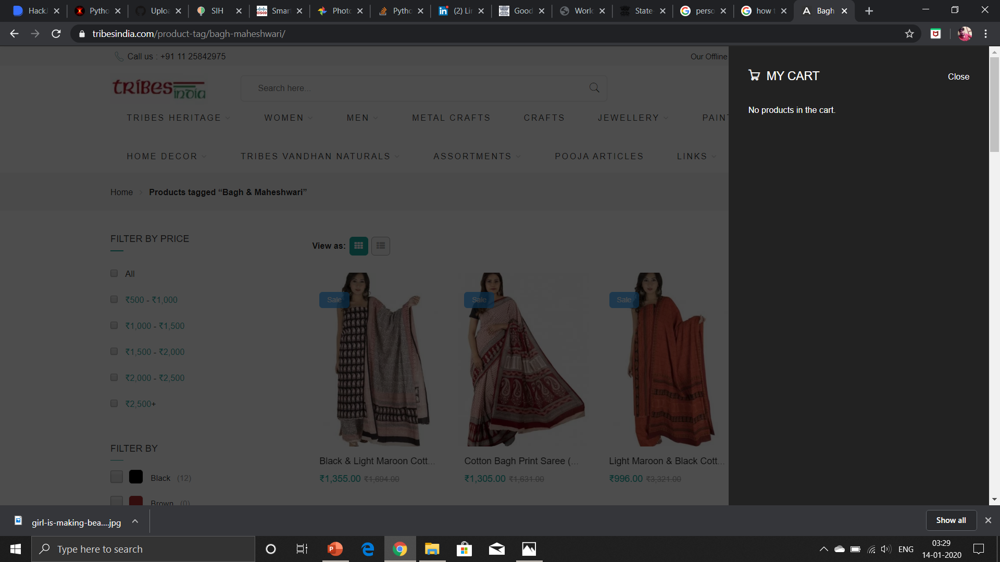 HackJ
Pytho
Uploa
SIH
Smart
Photo
Pytho
(2) Lin
Good
World
State
perso
how t
Bagh
tribesindia.com/product-tag/bagh-maheshwari/
Call us : +91 11 25842975
Our Offline
TRIBES india
Search here...
TRIBES HERITAGE
WOMEN
MEN
METAL CRAFTS
CRAFTS
JEWELLERY
PAINT
HOME DECOR
TRIBES VANDHAN NATURALS
ASSORTMENTS
POOJA ARTICLES
LINKS
Home > Products tagged “Bagh & Maheshwari”
MY CART
Close
No products in the cart.
FILTER BY PRICE
All
₹500 - ₹1,000
₹1,000 - ₹1,500
₹1,500 - ₹2,000
₹2,000 - ₹2,500
₹2,500+
FILTER BY
Black (12)
Brown (0)
View as:
Sale
Sale
Sale
Black & Light Maroon Cott...
₹1,355.00 ₹1,694.00
Cotton Bagh Print Saree (...
₹1,305.00 ₹1,631.00
Light Maroon & Black Cott...
₹996.00 ₹3,321.00
girl-is-making-bea....jpg
Show all
Type here to search
ENG
03:29
14-01-2020